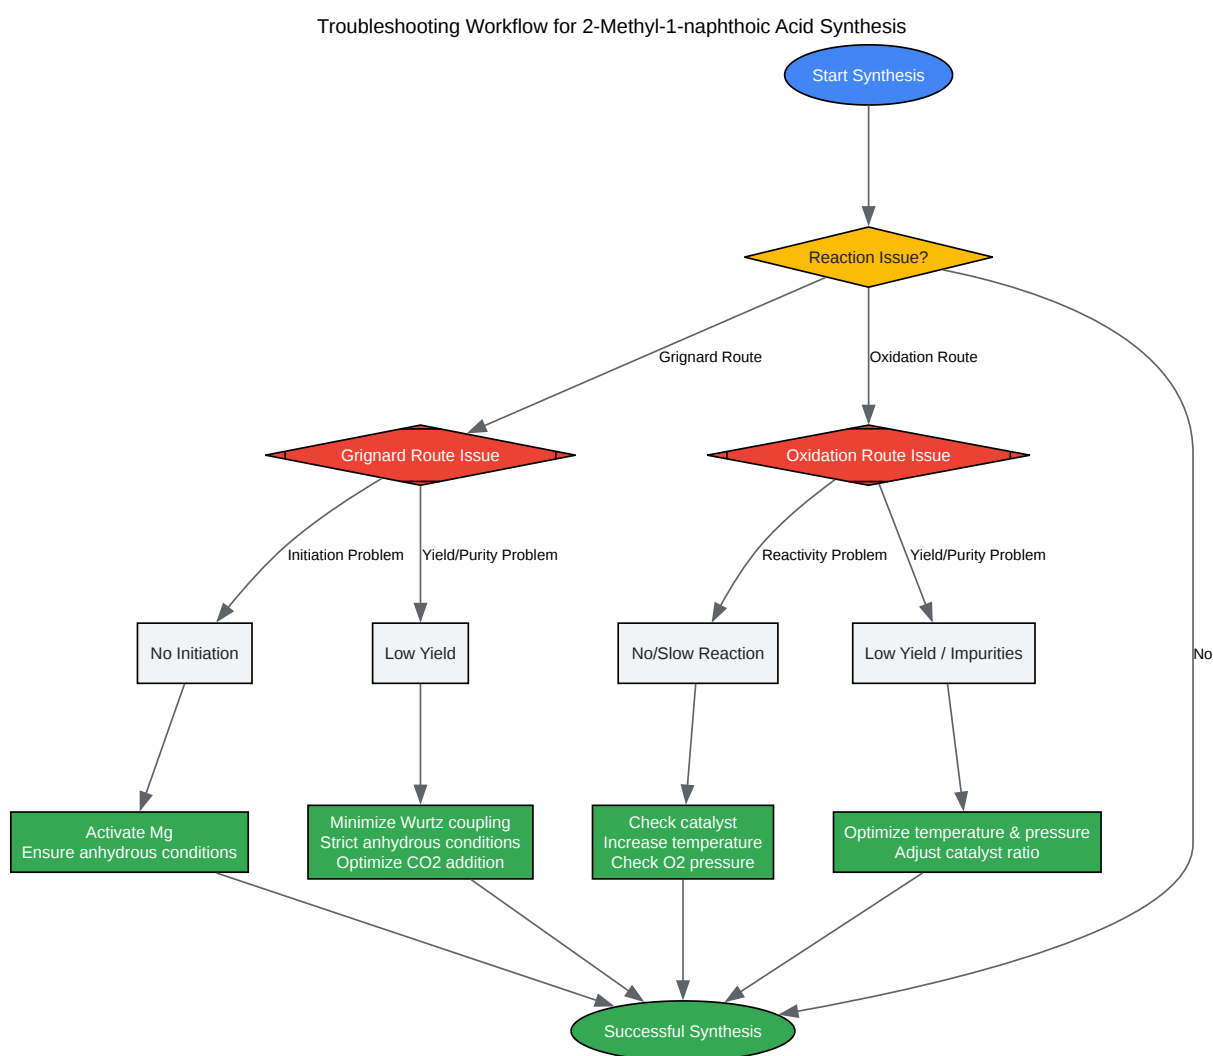 Troubleshooting Workflow for 2-Methyl-1-naphthoic Acid Synthesis
Start Synthesis
Reaction Issue?
Grignard Route
Oxidation Route
Grignard Route Issue
Oxidation Route Issue
Initiation Problem
Yield/Purity Problem
Reactivity Problem
Yield/Purity Problem
No Initiation
Low Yield
No/Slow Reaction
Low Yield / Impurities
No
Activate Mg
Ensure anhydrous conditions
Minimize Wurtz coupling
Strict anhydrous conditions
Optimize CO2 addition
Check catalyst
Increase temperature
Check O2 pressure
Optimize temperature & pressure
Adjust catalyst ratio
Successful Synthesis